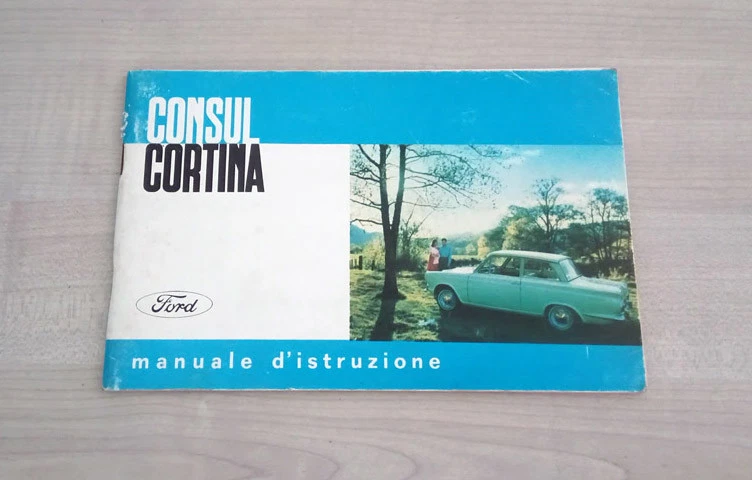 CONSUL
CORTINA
Ford
manuale d'istruzione